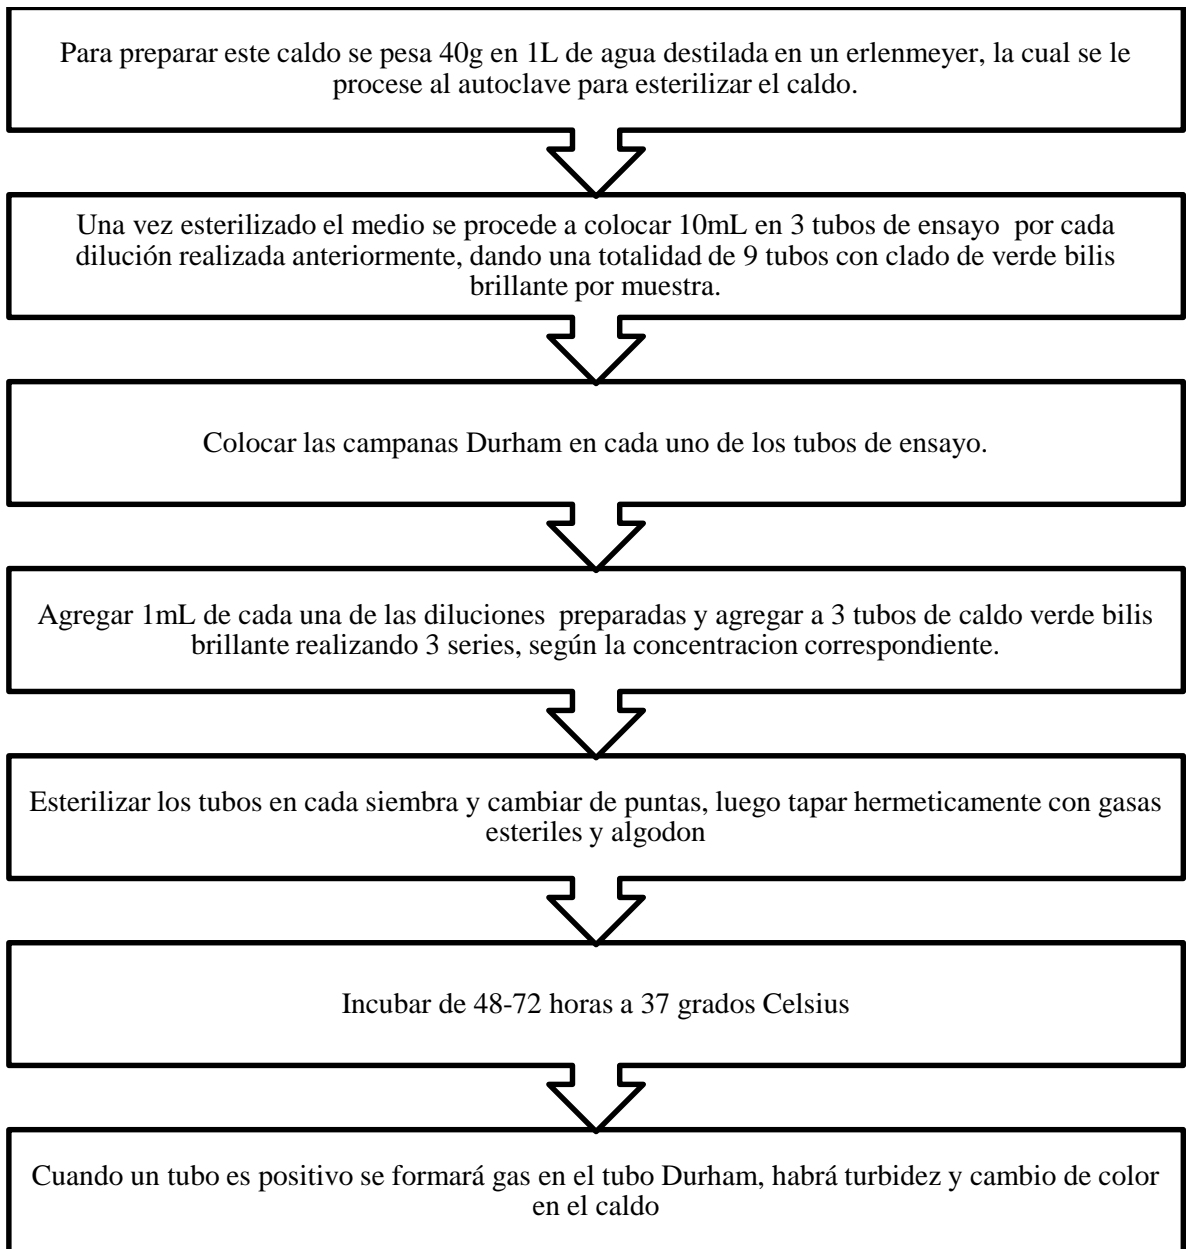 Para preparar este caldo se pesa 40g en 1L de agua destilada en un erlenmeyer, la cual se le
procese al autoclave para esterilizar el caldo.
Una vez esterilizado el medio se procede a colocar 10mL en 3 tubos de ensayo por cada
dilución realizada anteriormente, dando una totalidad de 9 tubos con clado de verde bilis
brillante por muestra.
Colocar las campanas Durham en cada uno de los tubos de ensayo.
Agregar 1mL de cada una de las diluciones preparadas y agregar a 3 tubos de caldo verde bilis
brillante realizando 3 series, según la concentracion correspondiente.
Esterilizar los tubos en cada siembra y cambiar de puntas, luego tapar hermeticamente con gasas
esteriles y algodon
Incubar de 48-72 horas a 37 grados Celsius
Cuando un tubo es positivo se formará gas en el tubo Durham, habrá turbidez y cambio de color
en el caldo